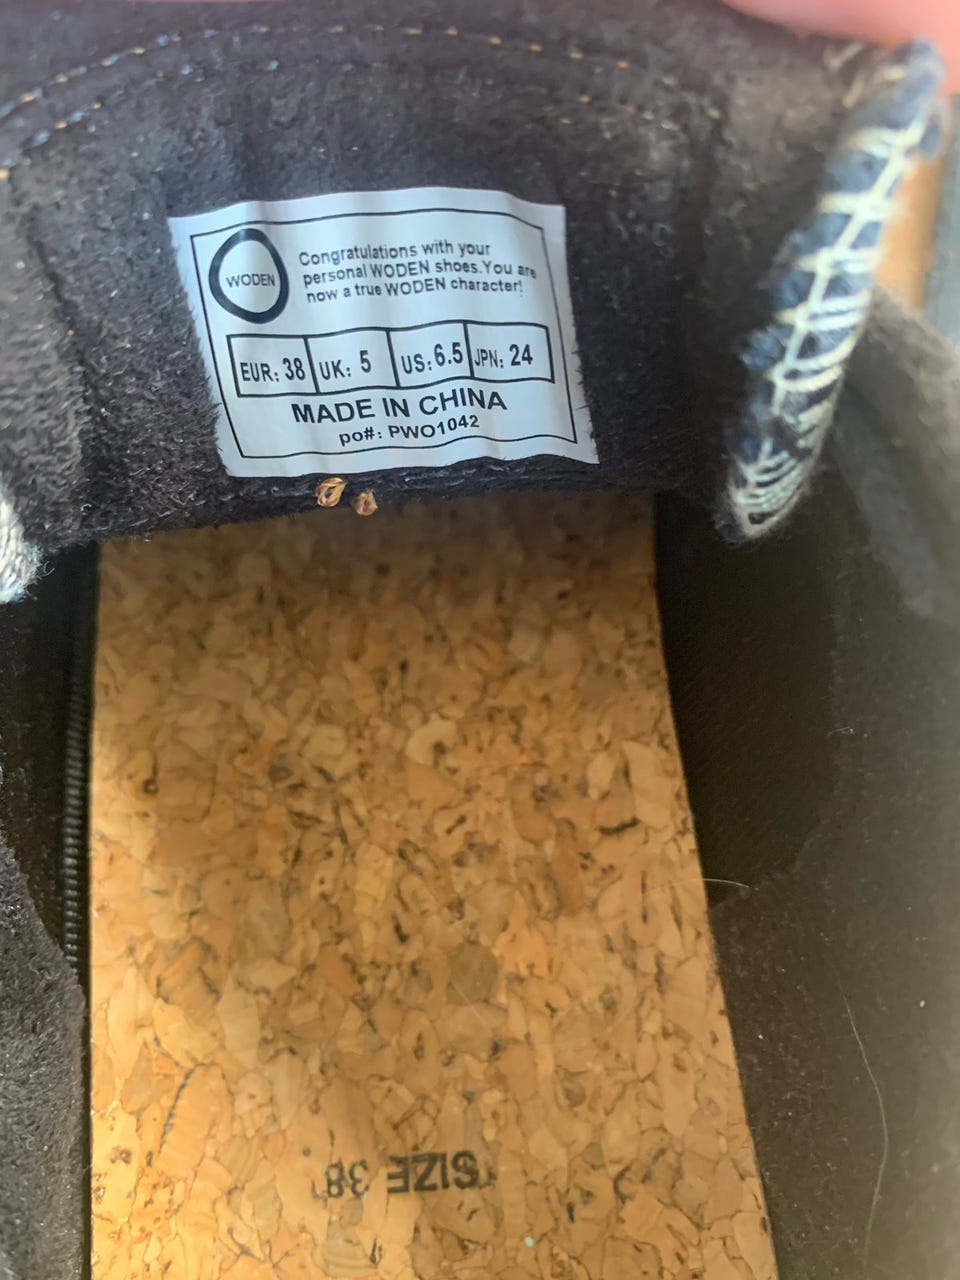 WODEN
Congratulations with your
personal WODEN shoes.You are
now a true WODEN character!
EUR: 38 UK: 5 US: 6.5 JPN: 24
MADE IN CHINA
po#: PWO1042
SIZE 38